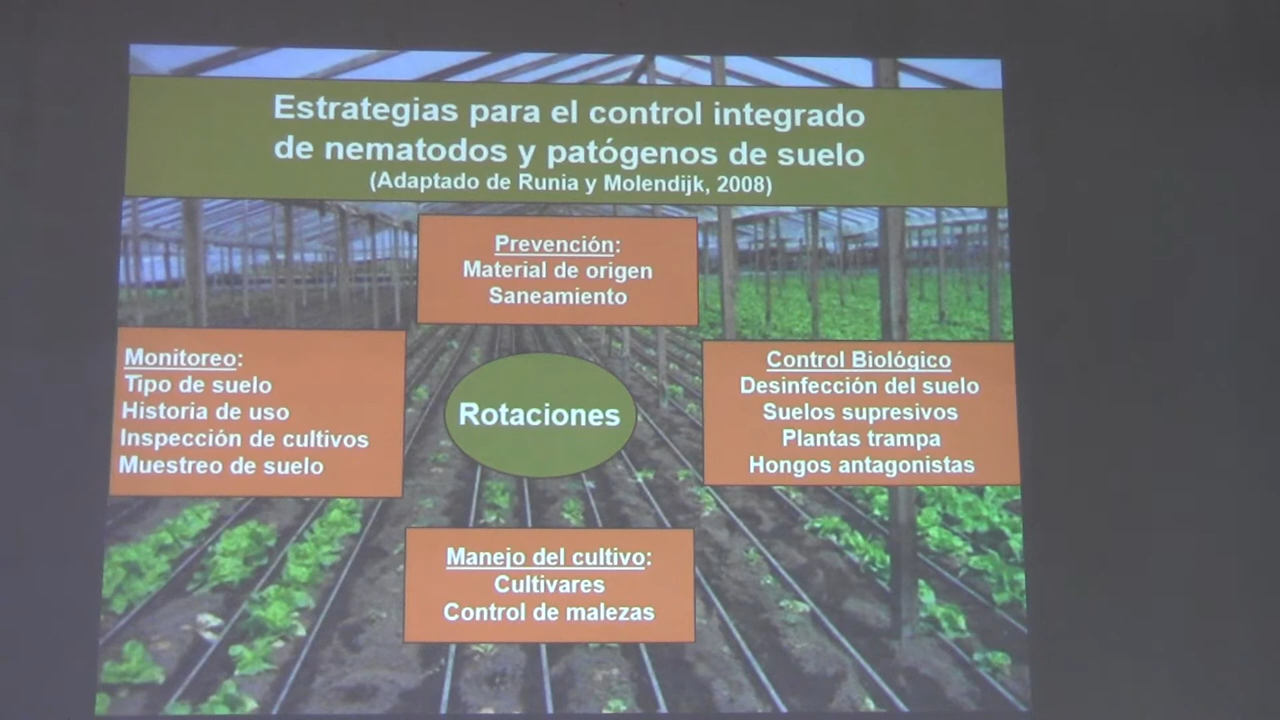 Estrategias para el control integrado
de nematodos y patógenos de suelo
(Adaptado de Runia y Molendijk, 2008)
Prevención:
Material de origen
Saneamiento
Monitoreo:
Tipo de suelo
Historia de uso
Inspección de cultivos
Muestreo de suelo
Rotaciones
Control Biológico
Desinfección del suelo
Suelos supresivos
Plantas trampa
Hongos antagonistas
Manejo del cultivo:
Cultivares
Control de malezas